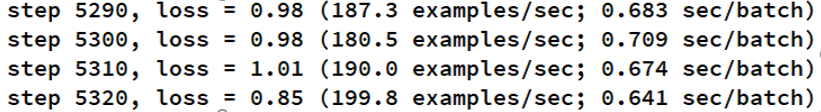 step 5290, loss = 0.98 (187.3 examples/sec; 0.683 sec/batch)
step 5300, loss = 0.98 (180.5 examples/sec; 0.709 sec/batch)
step 5310, loss = 1.01 (190.0 examples/sec; 0.674 sec/batch)
step 5320, loss = 0.85 (199.8 examples/sec; 0.641 sec/batch)